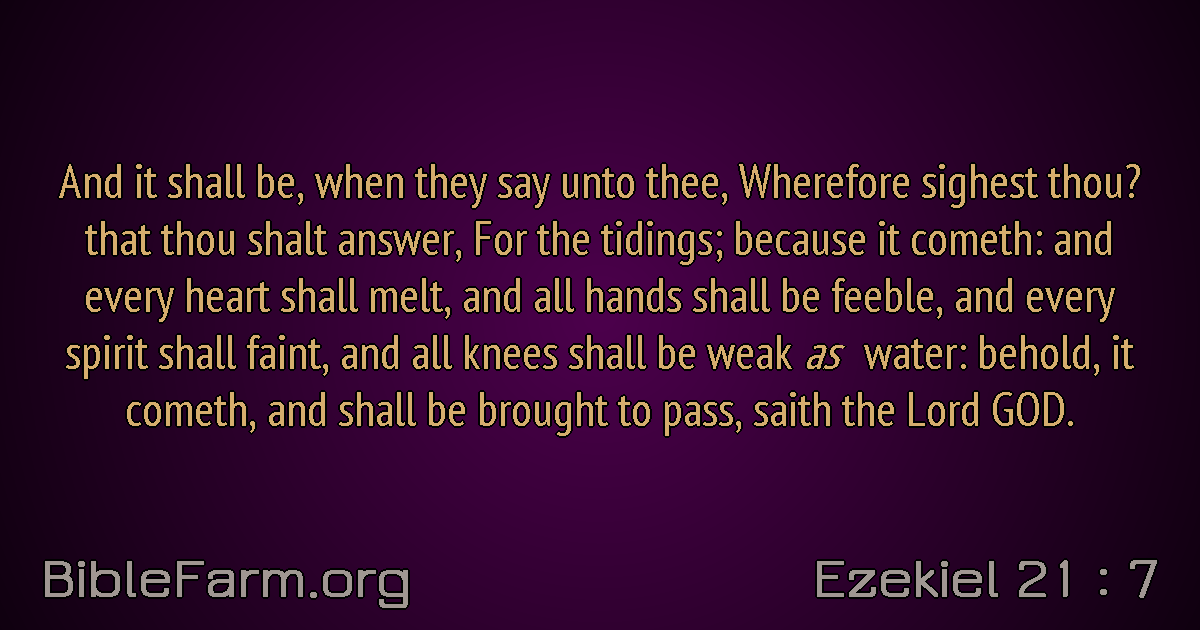 And it shall be, when they say unto thee, Wherefore sighest thou?
that thou shalt answer, For the tidings; because it cometh: and
every heart shall melt, and all hands shall be feeble, and every
spirit shall faint, and all knees shall be weak as water: behold, it
cometh, and shall be brought to pass, saith the Lord GOD.
BibleFarm.org
Ezekiel 21 : 7